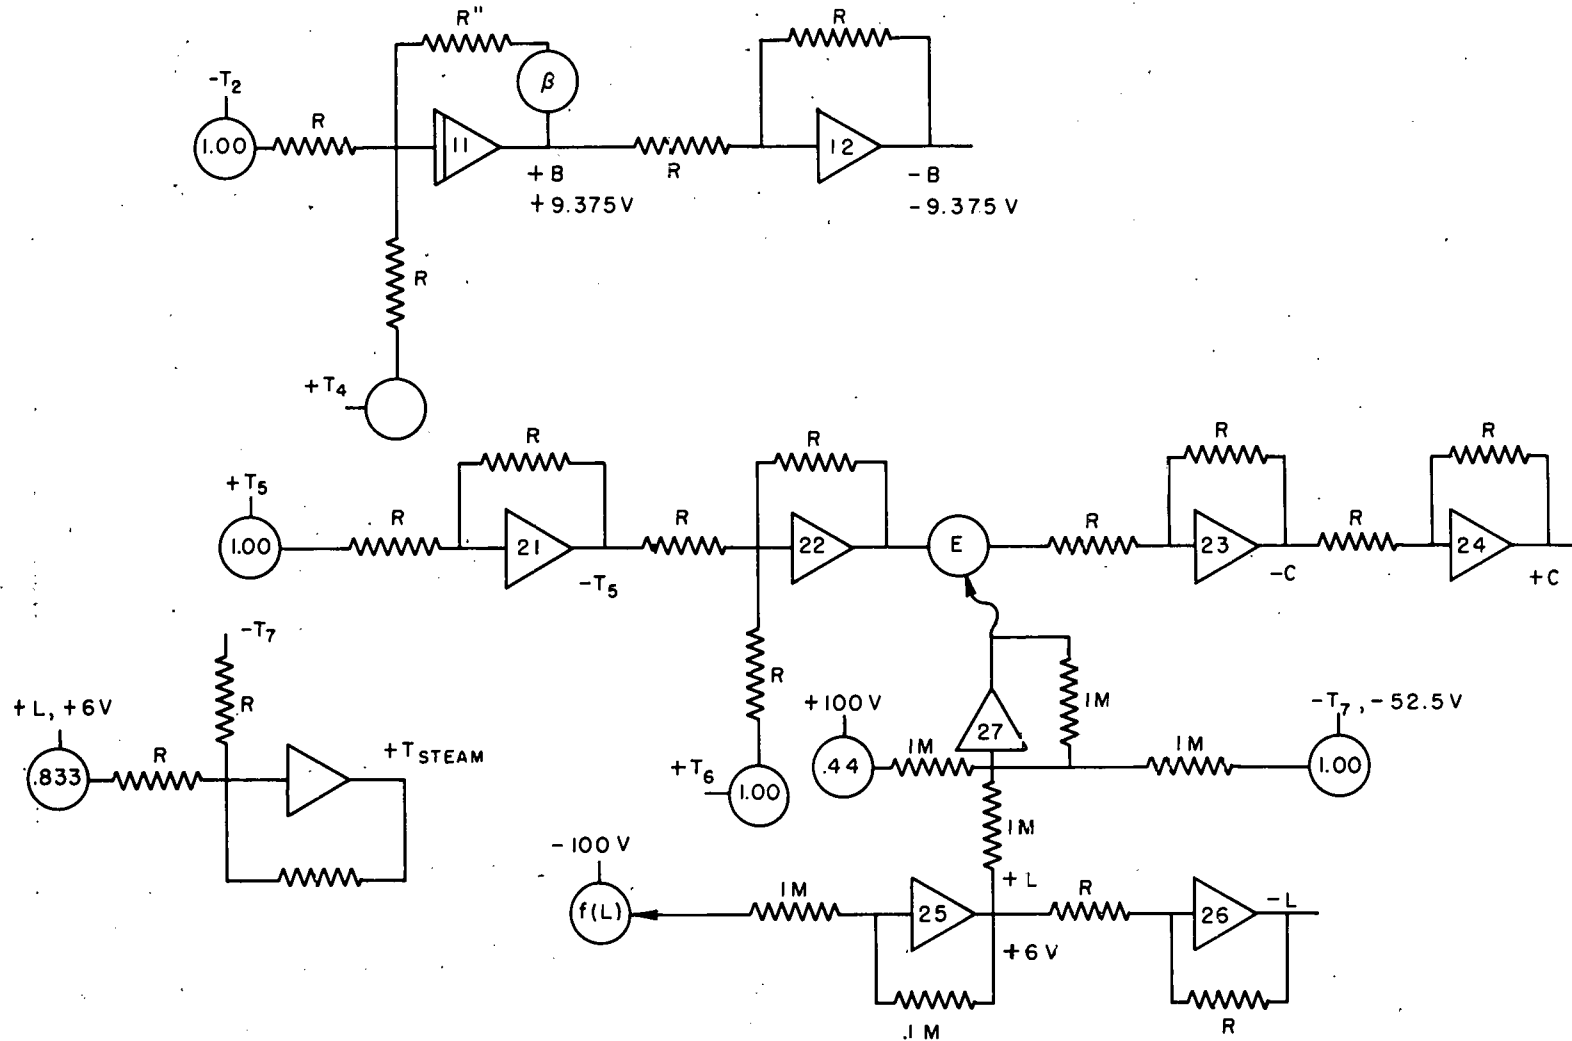 R"
R
-T2
β
R
1.00
11
12
+B
R
-B
+9.375V
-9.375 V
R
+T4
R
R
R
R
+T5
R
R
R
R
1.00
21
22
E
23
24
-T5
-C
+C
-T7
R
R
+L, +6V
+100V
1M
-T7, -52.5V
27
R
+TSTEAM
1M
1M
.833
+T6
1.00
.44
1.00
1M
-100 V
+L
1M
R
-L
f(L)
25
26
+6V
.1 M
R